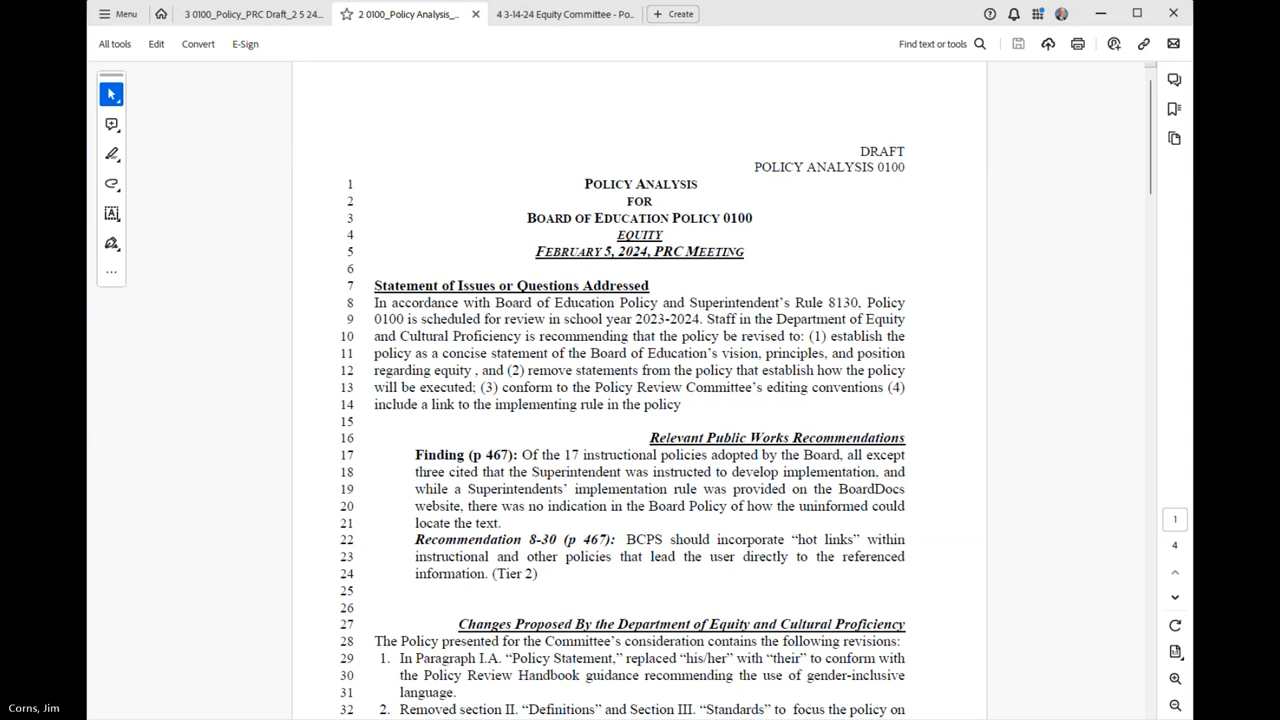 Menu
3 0100_Policy_PRC Draft_2 5 24...
2 0100_Policy Analysis_...
4 3-14-24 Equity Committee - Po...
Create
All tools
Edit
Convert
E-Sign
Find text or tools
DRAFT
POLICY ANALYSIS 0100
1 POLICY ANALYSIS
2 FOR
3 BOARD OF EDUCATION POLICY 0100
4 EQUITY
5 FEBRUARY 5, 2024, PRC MEETING
6
7 Statement of Issues or Questions Addressed
8 In accordance with Board of Education Policy and Superintendent's Rule 8130, Policy
9 0100 is scheduled for review in school year 2023-2024. Staff in the Department of Equity
10 and Cultural Proficiency is recommending that the policy be revised to: (1) establish the
11 policy as a concise statement of the Board of Education's vision, principles, and position
12 regarding equity , and (2) remove statements from the policy that establish how the policy
13 will be executed; (3) conform to the Policy Review Committee's editing conventions (4)
14 include a link to the implementing rule in the policy
15
16 Relevant Public Works Recommendations
17 Finding (p 467): Of the 17 instructional policies adopted by the Board, all except
18 three cited that the Superintendent was instructed to develop implementation, and
19 while a Superintendents' implementation rule was provided on the BoardDocs
20 website, there was no indication in the Board Policy of how the uninformed could
21 locate the text.
22 Recommendation 8-30 (p 467): BCPS should incorporate “hot links” within
23 instructional and other policies that lead the user directly to the referenced
24 information. (Tier 2)
25
26
27 Changes Proposed By the Department of Equity and Cultural Proficiency
28 The Policy presented for the Committee's consideration contains the following revisions:
29 1. In Paragraph I.A. “Policy Statement,” replaced “his/her” with “their” to conform with
30 the Policy Review Handbook guidance recommending the use of gender-inclusive
31 language.
32 2. Removed section II. “Definitions” and Section III. “Standards” to focus the policy on
1
4
Corns, Jim